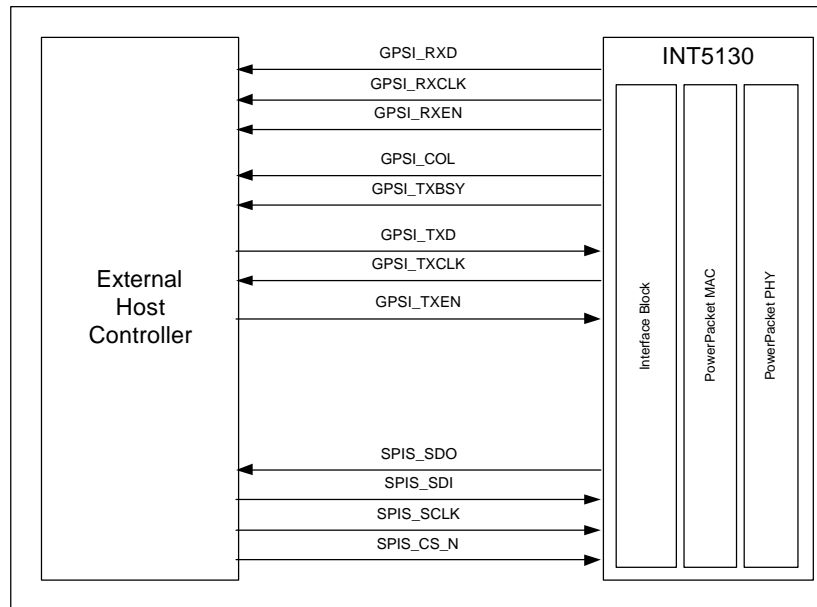 External
Host
Controller
GPSI_RXD
GPSI_RXCLK
GPSI_RXEN
GPSI_COL
GPSI_TXBSY
GPSI_TXD
GPSI_TXCLK
GPSI_TXEN
SPIS_SDO
SPIS_SDI
SPIS_SCLK
SPIS_CS_N
INT5130
Interface Block
PowerPacket MAC
PowerPacket PHY